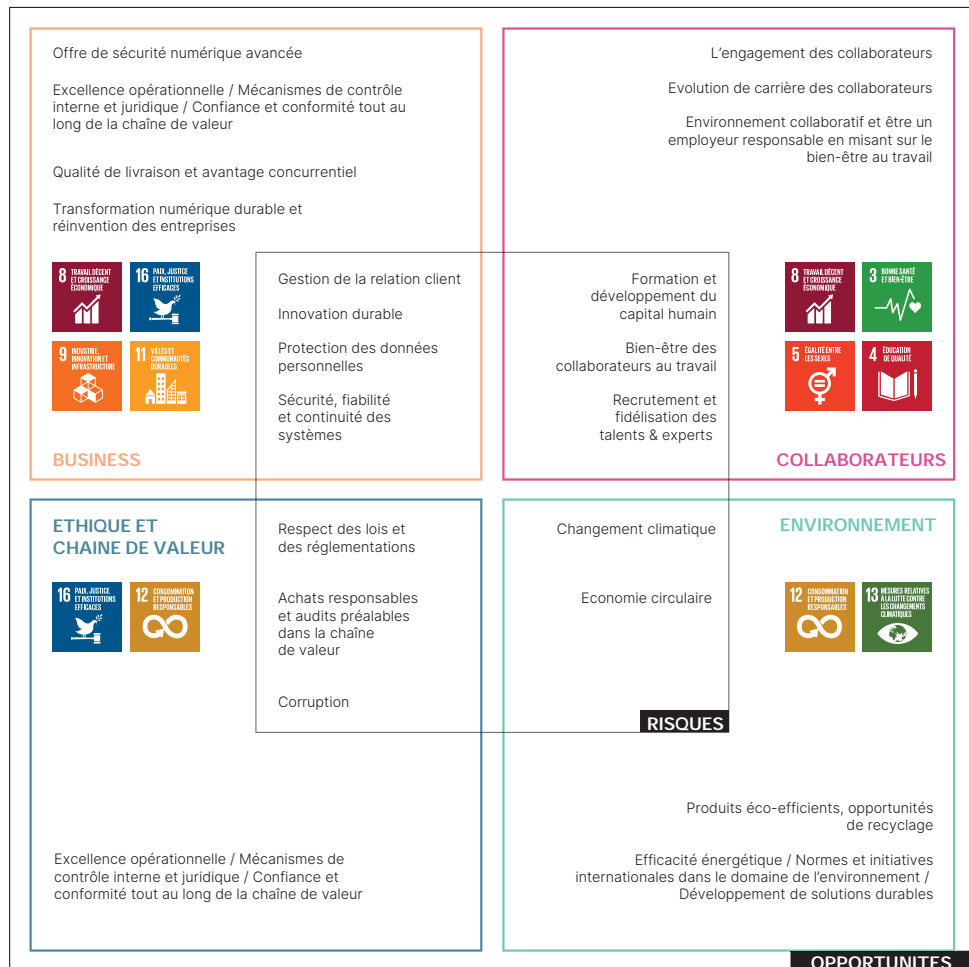 Offre de sécurité numérique avancée
Excellence opérationnelle / Mécanismes de contrôle
interne et juridique / Confiance et conformité tout au
long de la chaîne de valeur
Qualité de livraison et avantage concurrentiel
Transformation numérique durable et
réinvention des entreprises
8 TRAVAIL DÉCENT
ET CROISSANCE
ÉCONOMIQUE
16 PAIX, JUSTICE
ET INSTITUTIONS
EFFICACES
9 INDUSTRIE,
INNOVATION ET
INFRASTRUCTURE
11 VILLES ET
COMMUNAUTÉS
DURABLES
BUSINESS
Gestion de la relation client
Innovation durable
Protection des données
personnelles
Sécurité, fiabilité
et continuité des
systèmes
L'engagement des collaborateurs
Evolution de carrière des collaborateurs
Environnement collaboratif et être un
employeur responsable en misant sur le
bien-être au travail
Formation et
développement du
capital humain
Bien-être des
collaborateurs au travail
Recrutement et
fidélisation des
talents & experts
8 TRAVAIL DÉCENT
ET CROISSANCE
ÉCONOMIQUE
3 BONNE SANTÉ
ET BIEN-ÊTRE
5 ÉGALITÉ ENTRE
LES SEXES
4 ÉDUCATION
DE QUALITÉ
COLLABORATEURS
ETHIQUE ET
CHAINE DE VALEUR
16 PAIX, JUSTICE
ET INSTITUTIONS
EFFICACES
12 CONSOMMATION
ET PRODUCTION
RESPONSABLES
Respect des lois et
des réglementations
Achats responsables
et audits préalables
dans la chaîne
de valeur
Corruption
Excellence opérationnelle / Mécanismes de
contrôle interne et juridique / Confiance et
conformité tout au long de la chaîne de valeur
ENVIRONNEMENT
Changement climatique
Economie circulaire
12 CONSOMMATION
ET PRODUCTION
RESPONSABLES
13 MESURES RELATIVES
À LA LUTTE CONTRE
LES CHANGEMENTS
CLIMATIQUES
RISQUES
Produits éco-efficients, opportunités
de recyclage
Efficacité énergétique / Normes et initiatives
internationales dans le domaine de l'environnement /
Développement de solutions durables
OPPORTUNITES